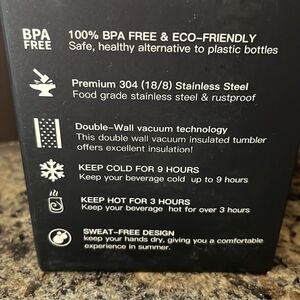 BPA
FREE
100% BPA FREE & ECO-FRIENDLY
Safe, healthy alternative to plastic bottles
Premium 304 (18/8) Stainless Steel
Food grade stainless steel & rustproof
Double-Wall vacuum technology
This double wall vacuum insulated tumbler
offers excellent insulation!
KEEP COLD FOR 9 HOURS
Keep your beverage cold up to 9 hours
KEEP HOT FOR 3 HOURS
Keep your beverage hot for over 3 hours
SWEAT-FREE DESIGN
keep your hands dry, giving you a comfortable
experience in summer.